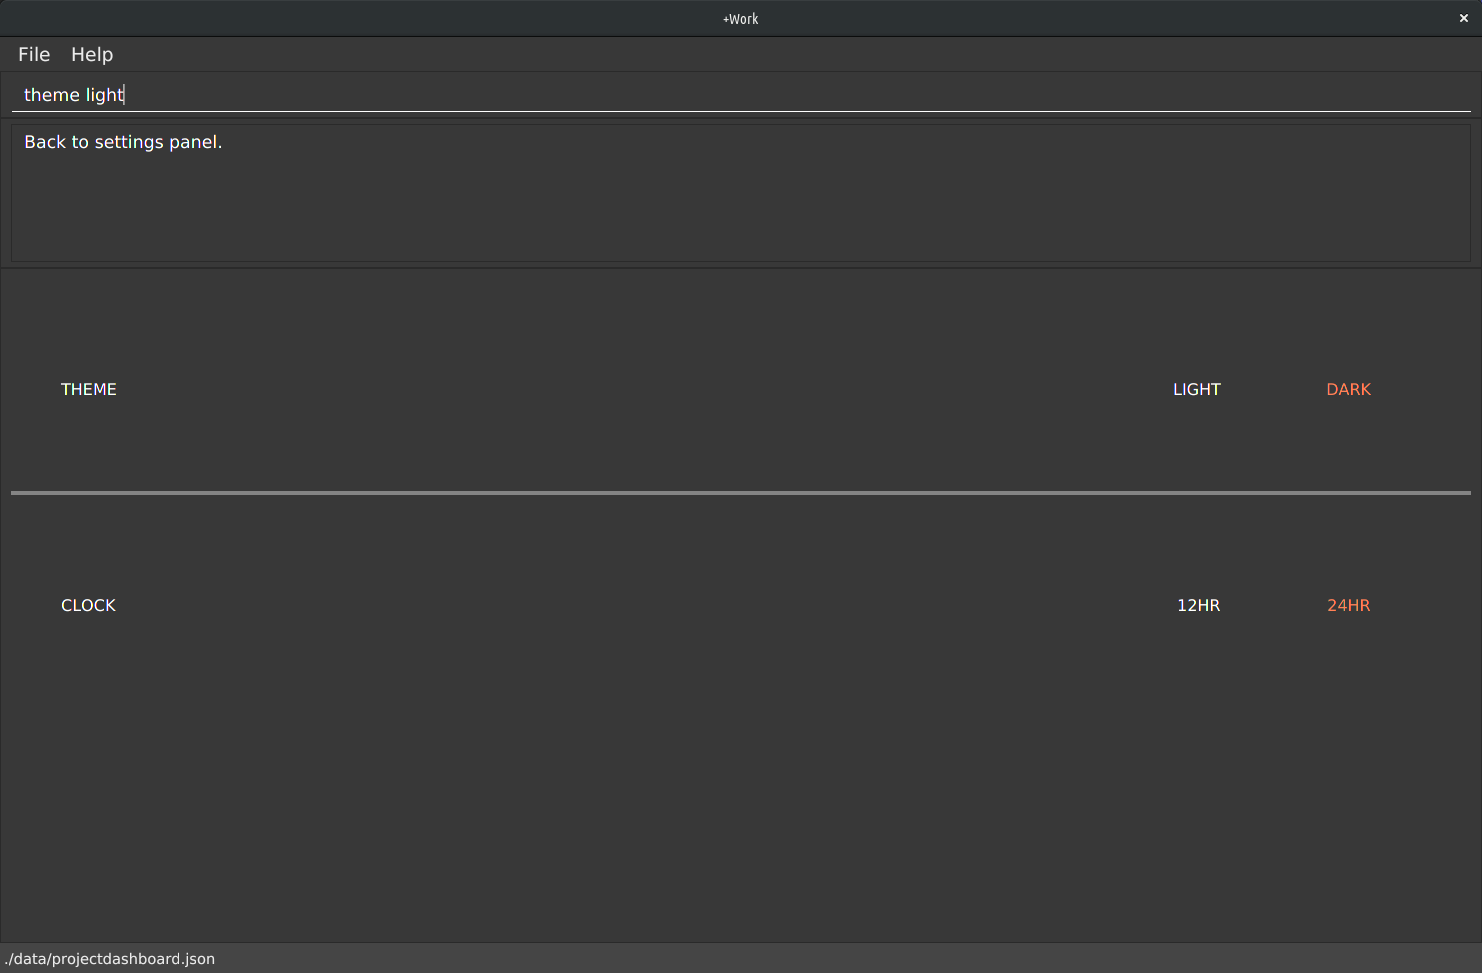 +Work
File Help
theme light
Back to settings panel.
THEME LIGHT DARK
CLOCK 12HR 24HR
./data/projectdashboard.json